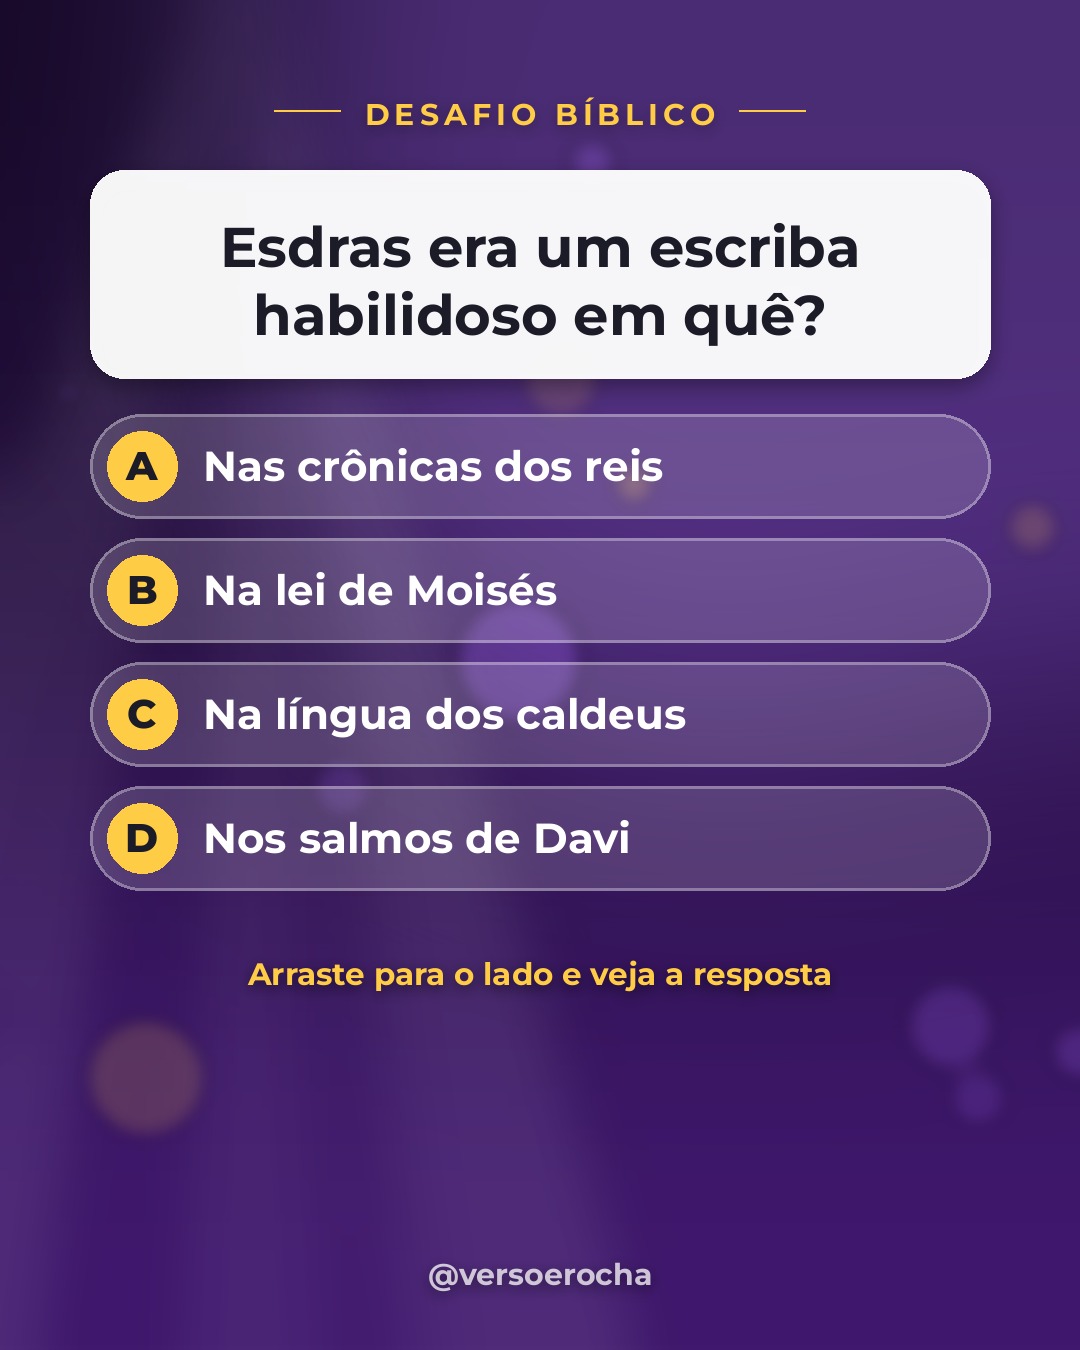 DESAFIO BÍBLICO
Esdras era um escriba
habilidoso em quê?
A Nas crônicas dos reis
B Na lei de Moisés
C Na língua dos caldeus
D Nos salmos de Davi
Arraste para o lado e veja a resposta
@versoerocha